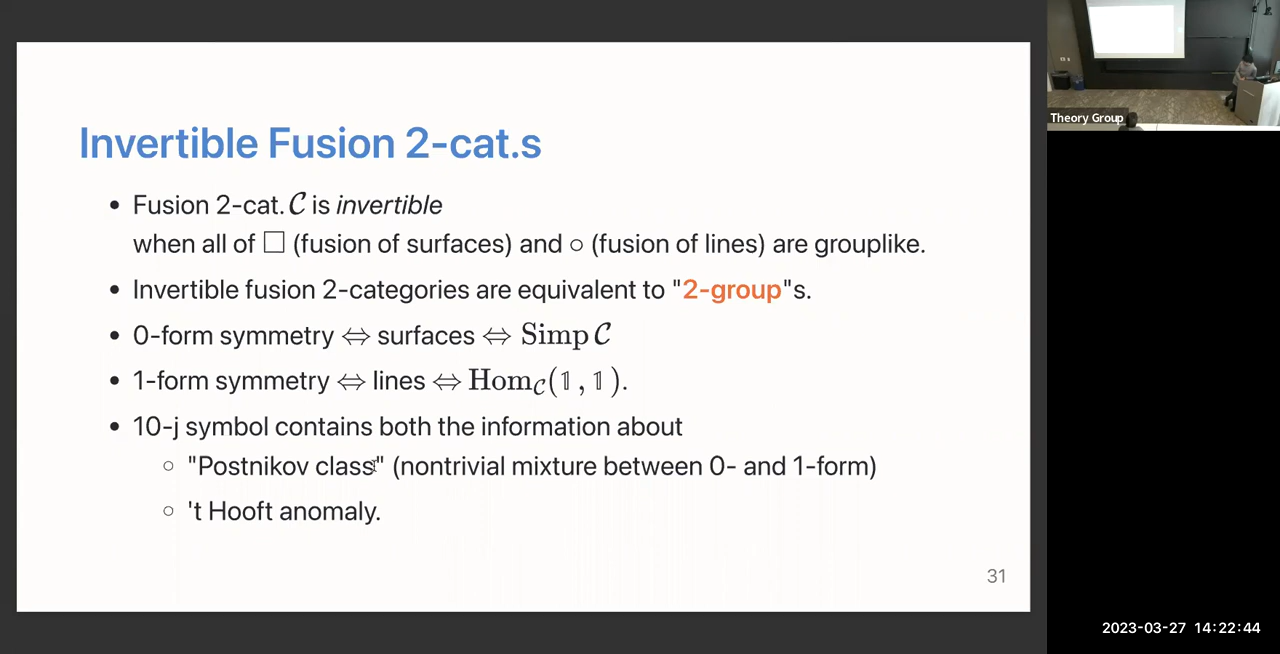 Invertible Fusion 2-cat.s
• Fusion 2-cat. 𝒞 is invertible
when all of □ (fusion of surfaces) and ○ (fusion of lines) are grouplike.
• Invertible fusion 2-categories are equivalent to "2-group"s.
• 0-form symmetry ⇔ surfaces ⇔ Simp 𝒞
• 1-form symmetry ⇔ lines ⇔ Hom𝒞(𝟙, 𝟙).
• 10-j symbol contains both the information about
○ "Postnikov class" (nontrivial mixture between 0- and 1-form)
○ 't Hooft anomaly.
31
Theory Group
2023-03-27 14:22:44